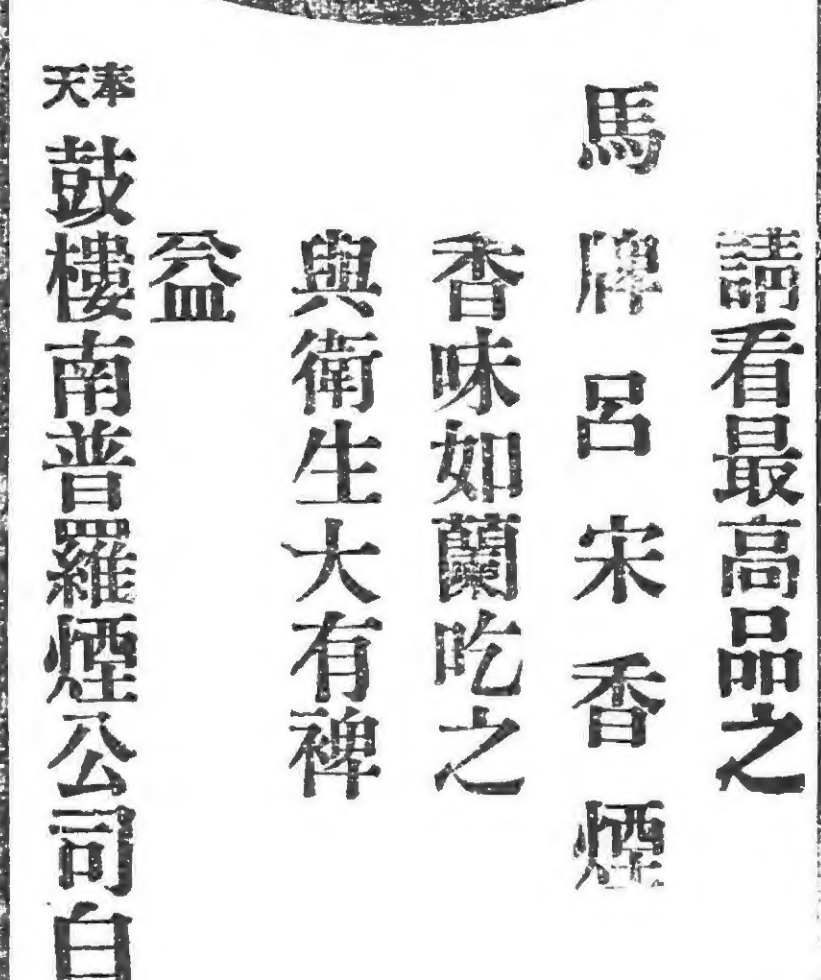 請看最高品之
馬牌呂宋香煙
香味如蘭吃之
與衛生大有裨
益
奉天
鼓樓南普羅煙公司白